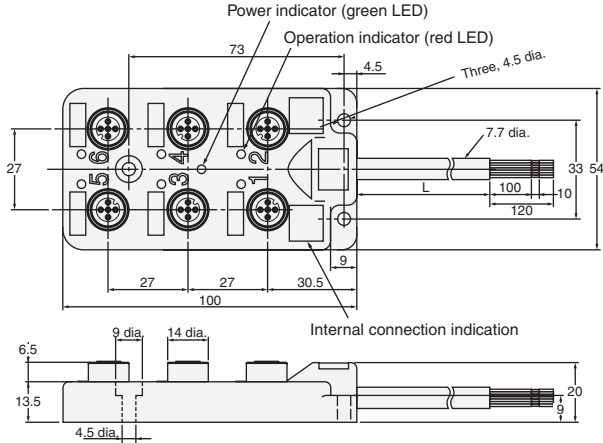 Power indicator (green LED)
Operation indicator (red LED)
73
4.5
Three, 4.5 dia.
7.7 dia.
6
4
2
5
3
1
27
33
54
L
100
10
120
9
27
27
30.5
100
Internal connection indication
9 dia.
14 dia.
6.5
13.5
4.5 dia.
20
9